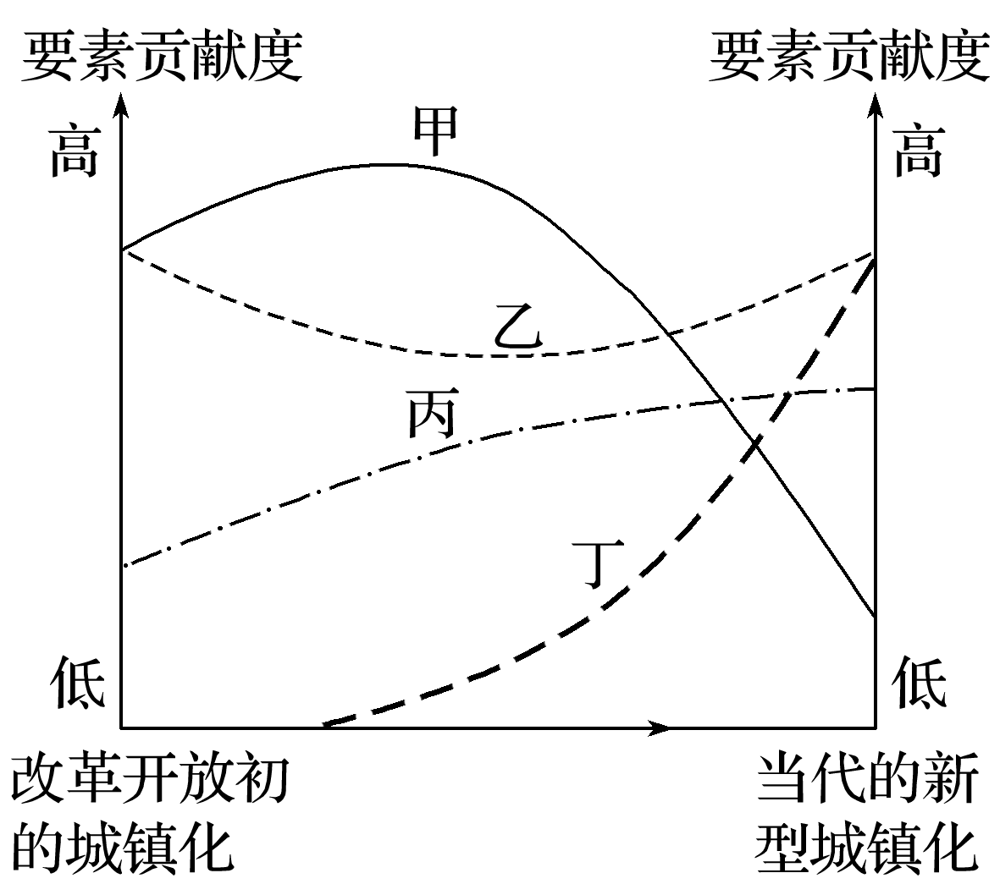 要素贡献度
要素贡献度
高
甲
高
乙
丙
丁
低
低
改革开放初
的城镇化
当代的新
型城镇化